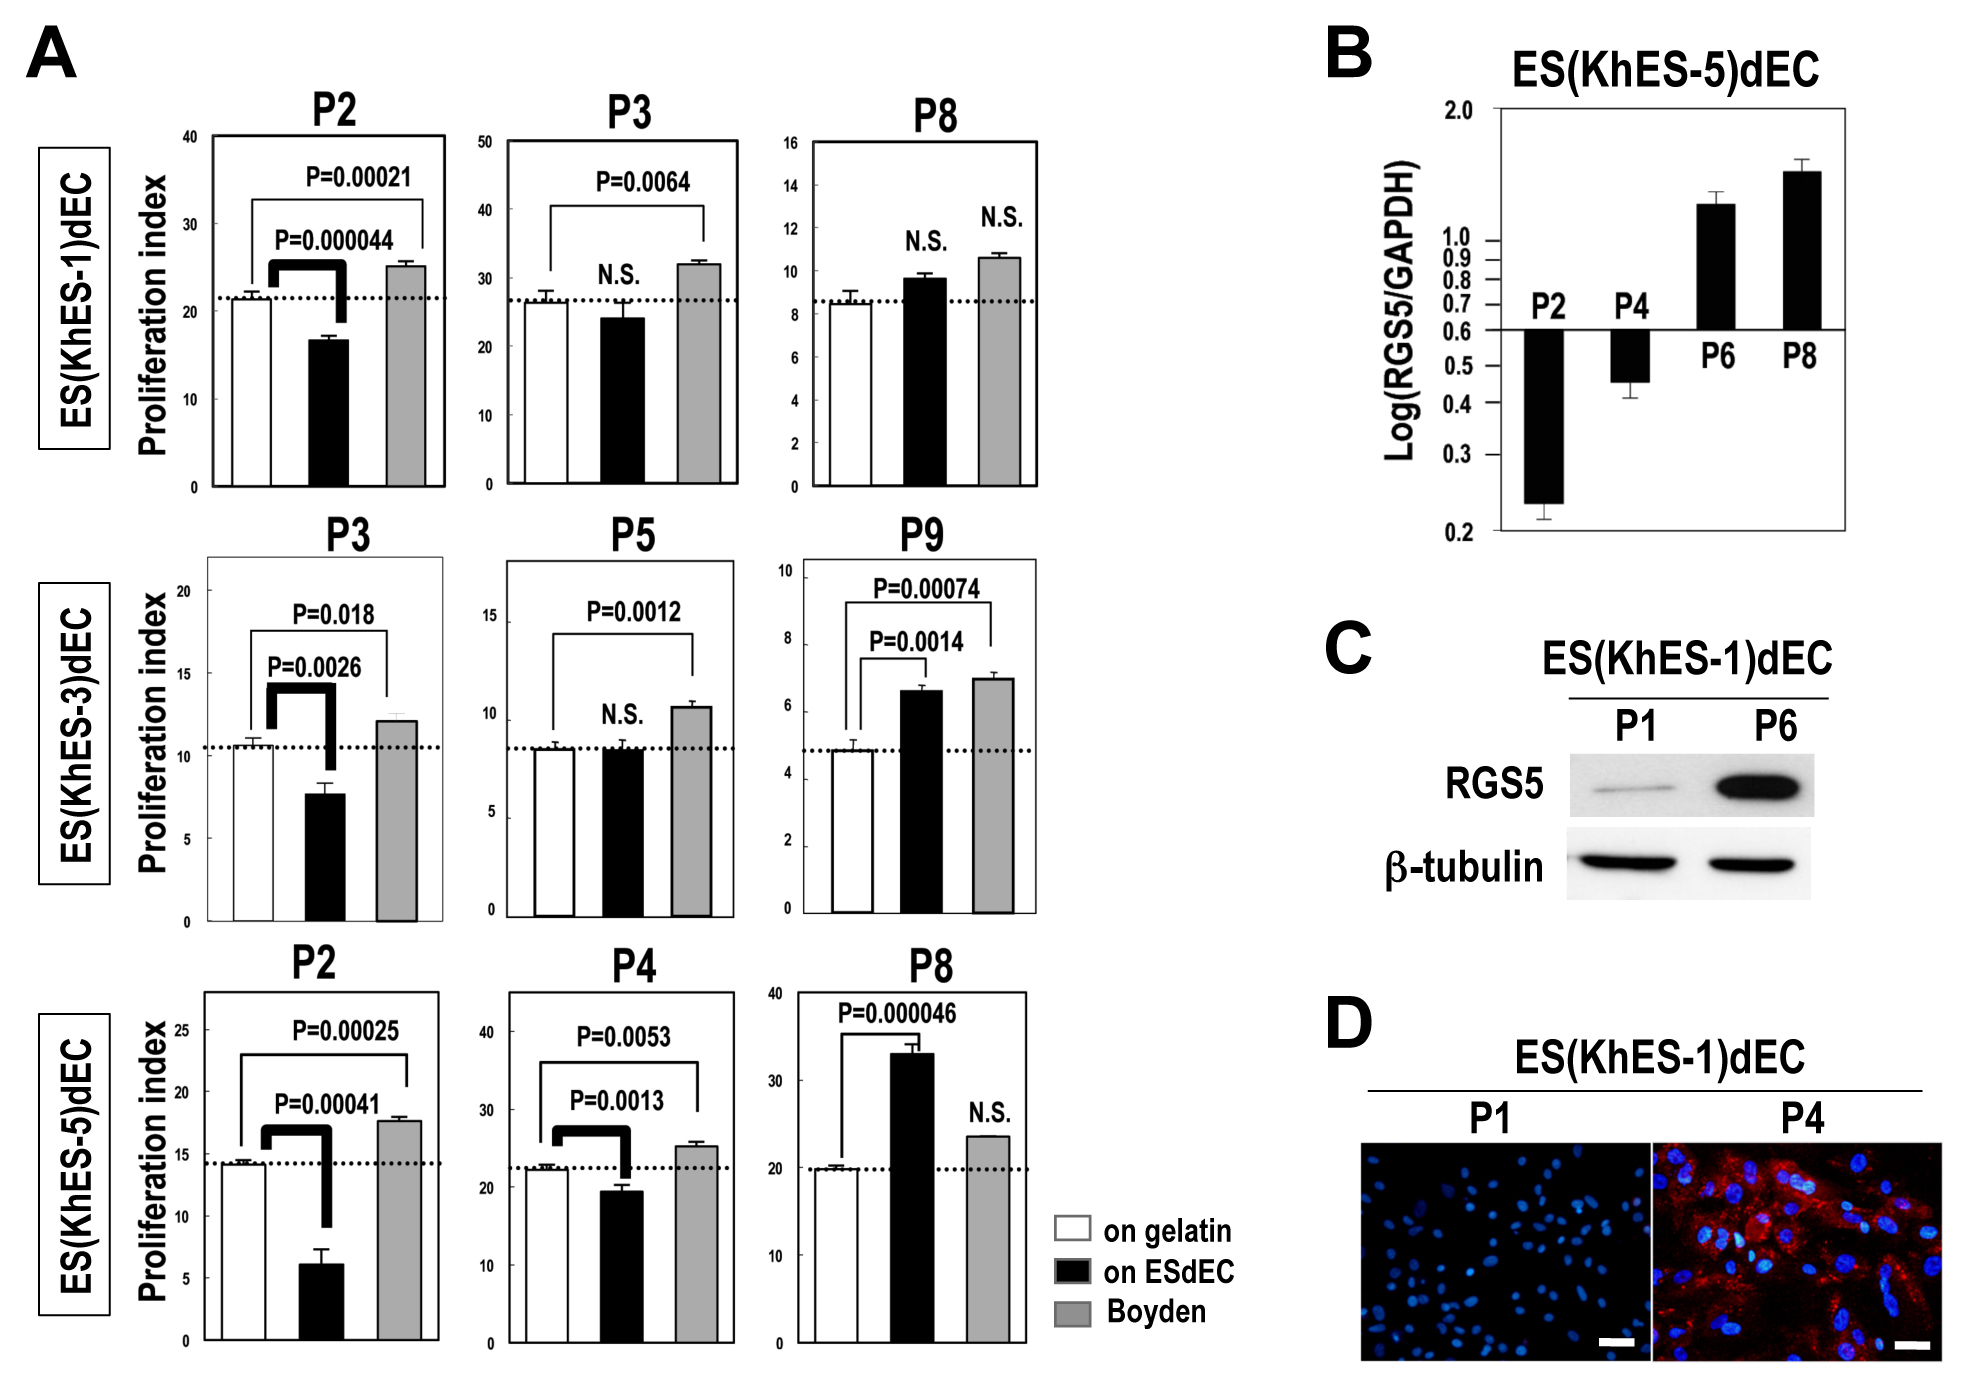 A
ES(KhES-1)dEC
Proliferation index
P2
40
30
20
10
0
P=0.00021
P=0.000044
P3
50
40
30
20
10
0
P=0.0064
N.S.
P8
16
14
12
10
8
6
4
2
0
N.S.
N.S.
ES(KhES-3)dEC
Proliferation index
P3
20
15
10
5
0
P=0.018
P=0.0026
P5
15
10
5
0
P=0.0012
N.S.
P9
10
8
6
4
2
0
P=0.00074
P=0.0014
ES(KhES-5)dEC
Proliferation index
P2
25
20
15
10
5
0
P=0.00025
P=0.00041
P4
40
30
20
10
0
P=0.0053
P=0.0013
P8
40
30
20
10
0
P=0.000046
N.S.
on gelatin
on ESdEC
Boyden
B
ES(KhES-5)dEC
Log(RGS5/GAPDH)
2.0
1.0
0.9
0.8
0.7
0.6
0.5
0.4
0.3
0.2
P2
P4
P6
P8
C
ES(KhES-1)dEC
P1 P6
RGS5
β-tubulin
D
ES(KhES-1)dEC
P1 P4